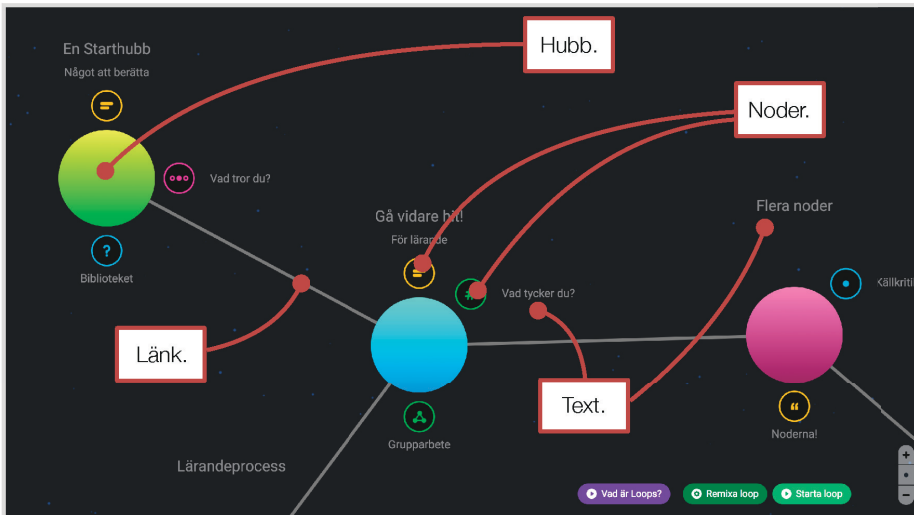 En Starthubb
Något att berätta
Hubb.
Noder.
Vad tror du?
Biblioteket
Gå vidare hit!
För lärande
Flera noder
?
#
Vad tycker du?
Källkriti
Länk.
Text.
“
Grupparbete
Noderna!
Lärandeprocess
Vad är Loops?
Remixa loop
Starta loop
+
−